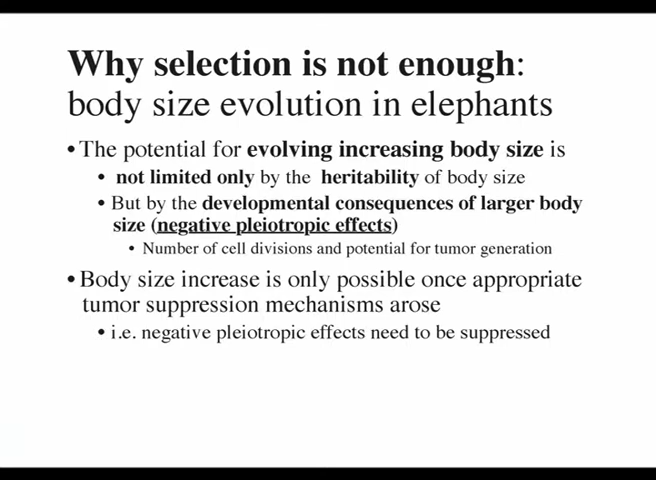 Why selection is not enough:
body size evolution in elephants
• The potential for evolving increasing body size is
• not limited only by the heritability of body size
• But by the developmental consequences of larger body
size (negative pleiotropic effects)
• Number of cell divisions and potential for tumor generation
• Body size increase is only possible once appropriate
tumor suppression mechanisms arose
• i.e. negative pleiotropic effects need to be suppressed